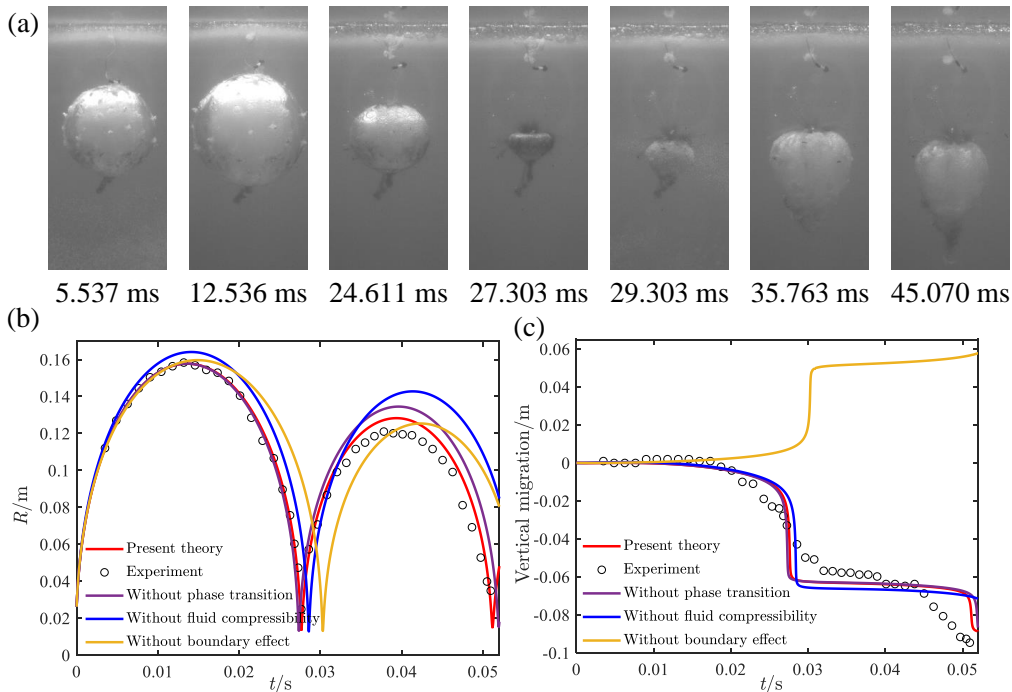 (a)
5.537 ms 12.536 ms 24.611 ms 27.303 ms 29.303 ms 35.763 ms 45.070 ms
(b)
0.16
0.14
0.12
0.1
0.08
0.06
0.04
0.02
0
R/m
Present theory
Experiment
Without phase transition
Without fluid compressibility
Without boundary effect
0 0.01 0.02 0.03 0.04 0.05
t/s
(c)
0.06
0.04
0.02
0
-0.02
-0.04
-0.06
-0.08
-0.1
Vertical migration/m
Present theory
Experiment
Without phase transition
Without fluid compressibility
Without boundary effect
0 0.01 0.02 0.03 0.04 0.05
t/s